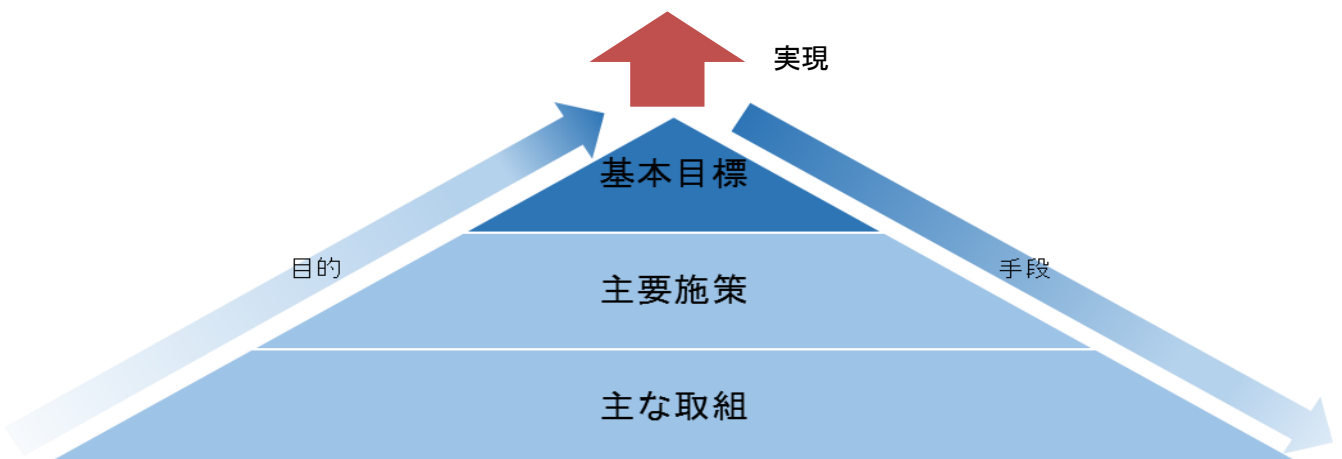 実現
基本目標
目的
手段
主要施策
主な取組